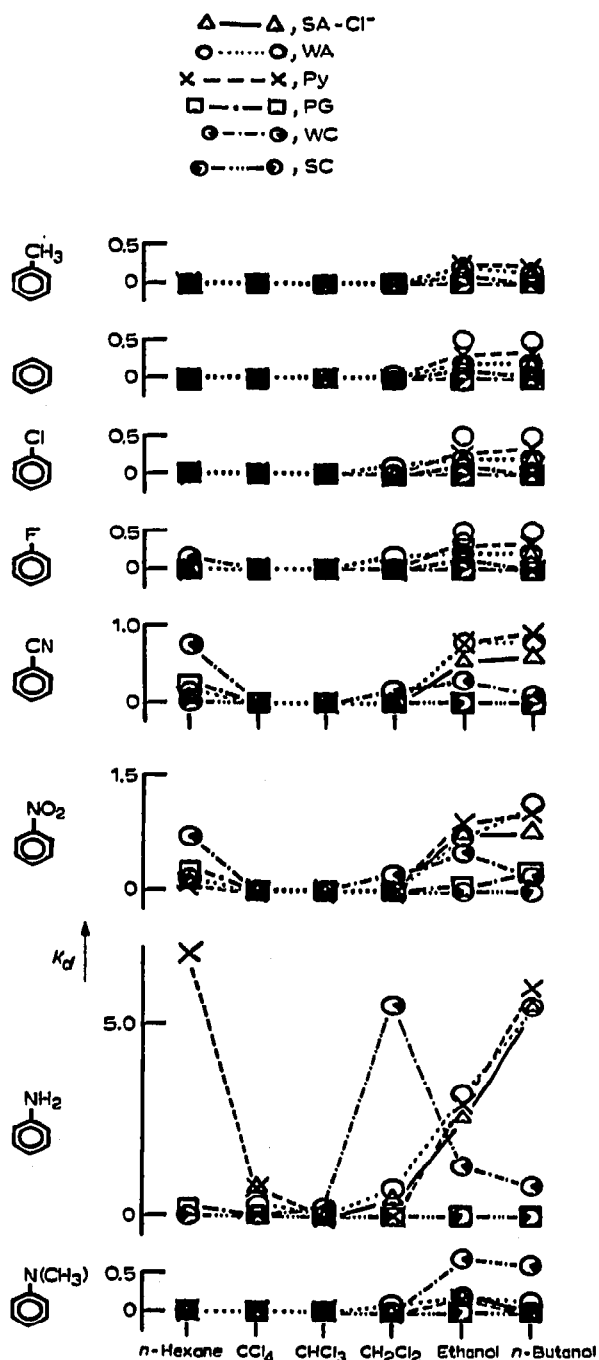 , SA-Cl⁻
, WA
, Py
, PG
, WC
, SC
CH3
0.5
0
0.5
0
Cl
0.5
0
F
0.5
0
CN
1.0
0
NO2
1.5
0
Kd
5.0
NH2
0
N(CH3)
0.5
0
n-Hexane CCl4 CHCl3 CH2Cl2 Ethanol n-Butanol